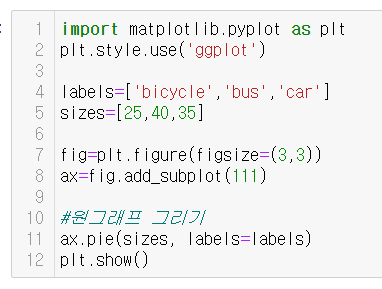 1 import matplotlib.pyplot as plt
2 plt.style.use('ggplot')
3
4 labels=['bicycle','bus','car']
5 sizes=[25,40,35]
6
7 fig=plt.figure(figsize=(3,3))
8 ax=fig.add_subplot(111)
9
10 #원그래프 그리기
11 ax.pie(sizes, labels=labels)
12 plt.show()